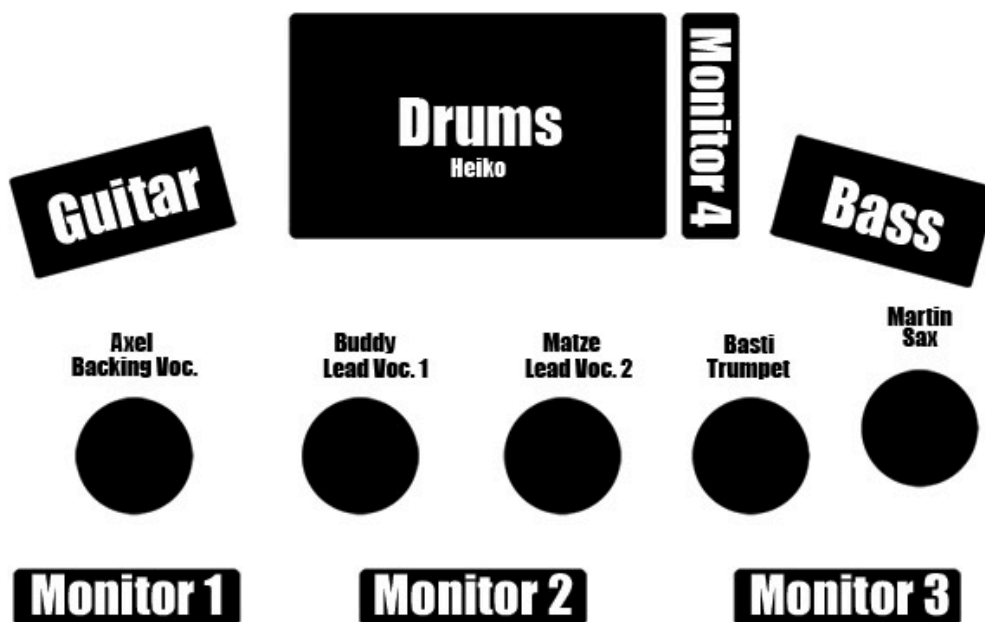 Drums
Heiko
Monitor 4
Guitar
Bass
Axel
Backing Voc.
Buddy
Lead Voc. 1
Matze
Lead Voc. 2
Basti
Trumpet
Martin
Sax
Monitor 1
Monitor 2
Monitor 3